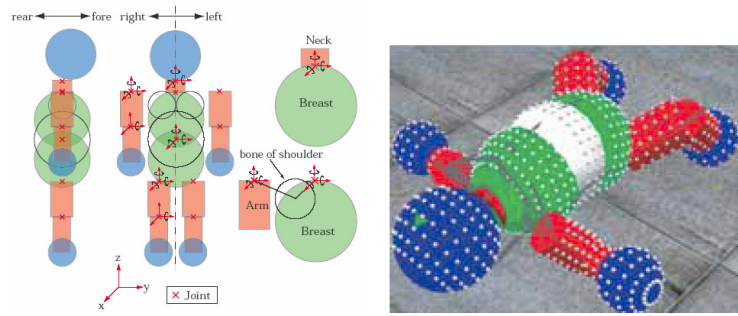 rear fore right left
Neck
Breast
bone of shoulder
Arm
Breast
z
y
x
× Joint